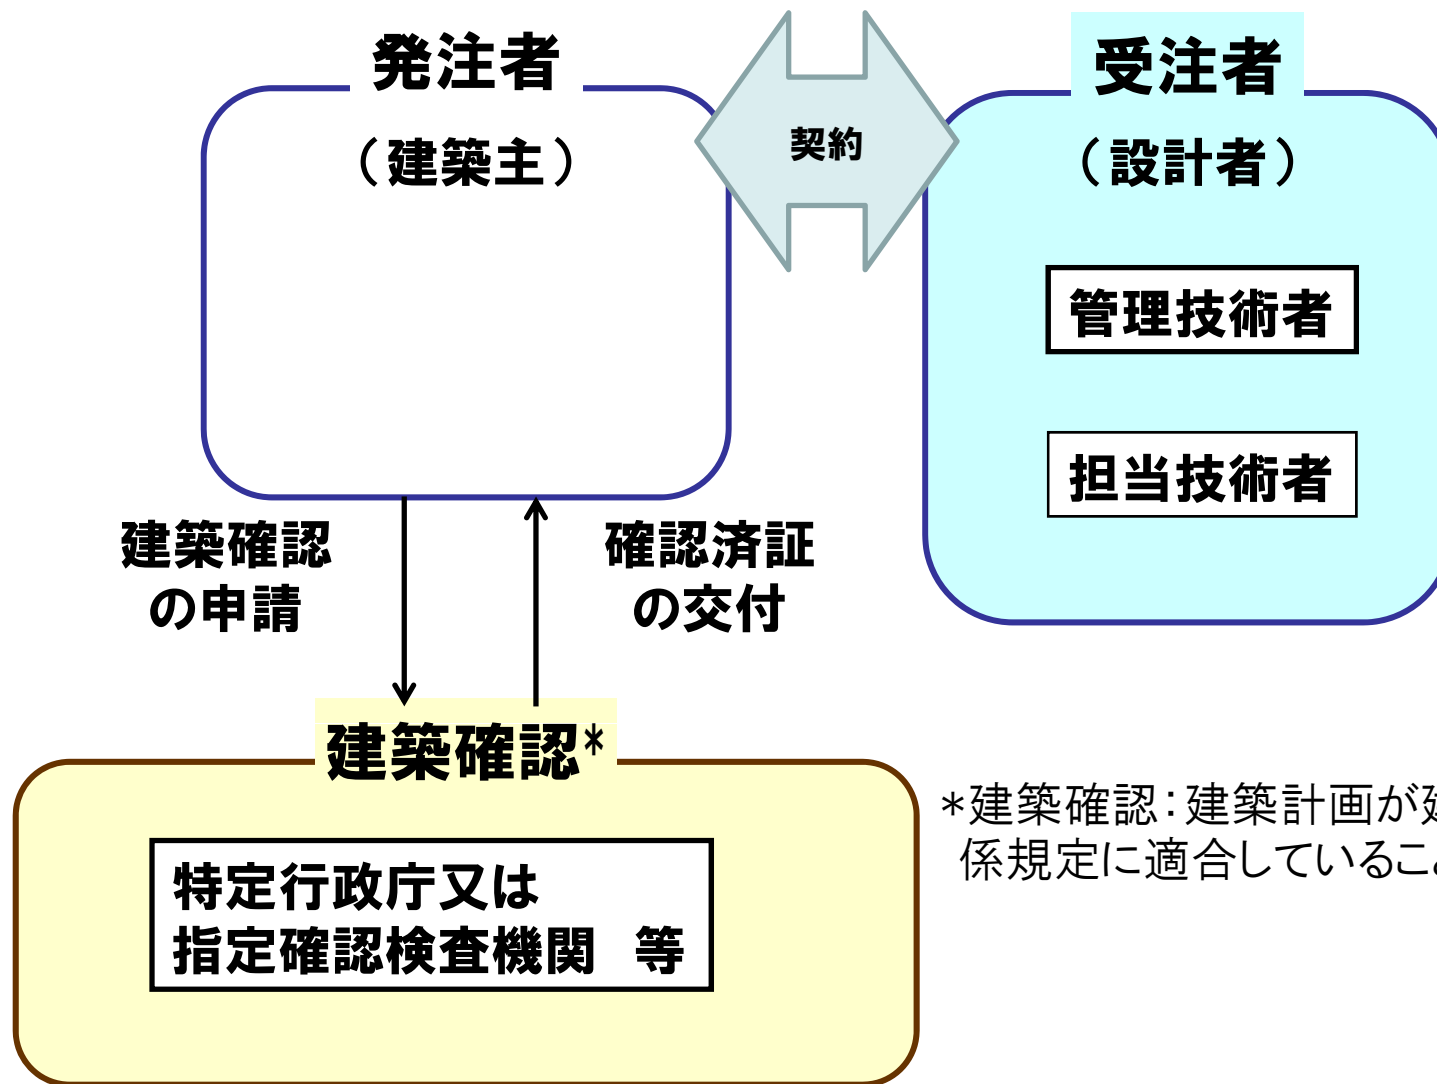 発注者
（建築主）
契約
受注者
（設計者）
管理技術者
担当技術者
建築確認
の申請
確認済証
の交付
建築確認*
特定行政庁又は
指定確認検査機関　等
*建築確認：建築計画が建
係規定に適合していること